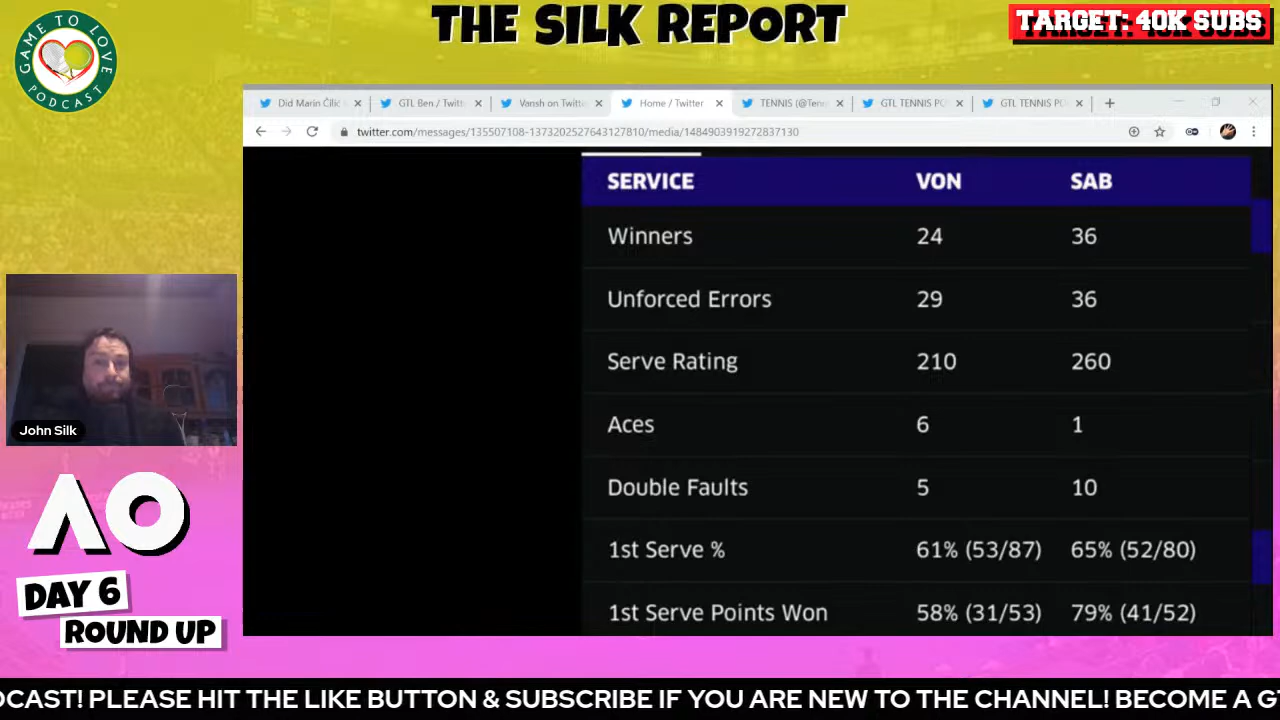 THE SILK REPORT
TARGET: 40K SUBS
GAME TO LOVE
PODCAST
Did Marin Čilić
GTL Ben / Twitt
Vansh on Twitt
Home / Twitter
TENNIS (@Tenn
GTL TENNIS PO
GTL TENNIS PO
twitter.com/messages/135507108-1373202527643127810/media/1484903919272837130
SERVICE VON SAB
Winners 24 36
Unforced Errors 29 36
Serve Rating 210 260
Aces 6 1
Double Faults 5 10
1st Serve % 61% (53/87) 65% (52/80)
1st Serve Points Won 58% (31/53) 79% (41/52)
John Silk
AO
DAY 6
ROUND UP
DCAST! PLEASE HIT THE LIKE BUTTON & SUBSCRIBE IF YOU ARE NEW TO THE CHANNEL! BECOME A GT